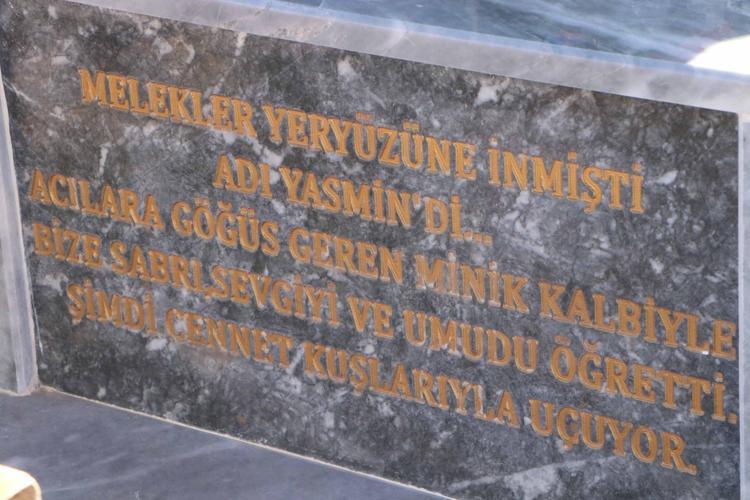 MELEKLER YERYÜZÜNE İNMİŞTİ
ADI YASMİN'Dİ...
ACILARA GÖĞÜS GEREN MİNİK KALBİYLE
BİZE SABRI,SEVGİYİ VE UMUDU ÖĞRETTİ.
ŞİMDİ CENNET KUŞLARIYLA UÇUYOR.